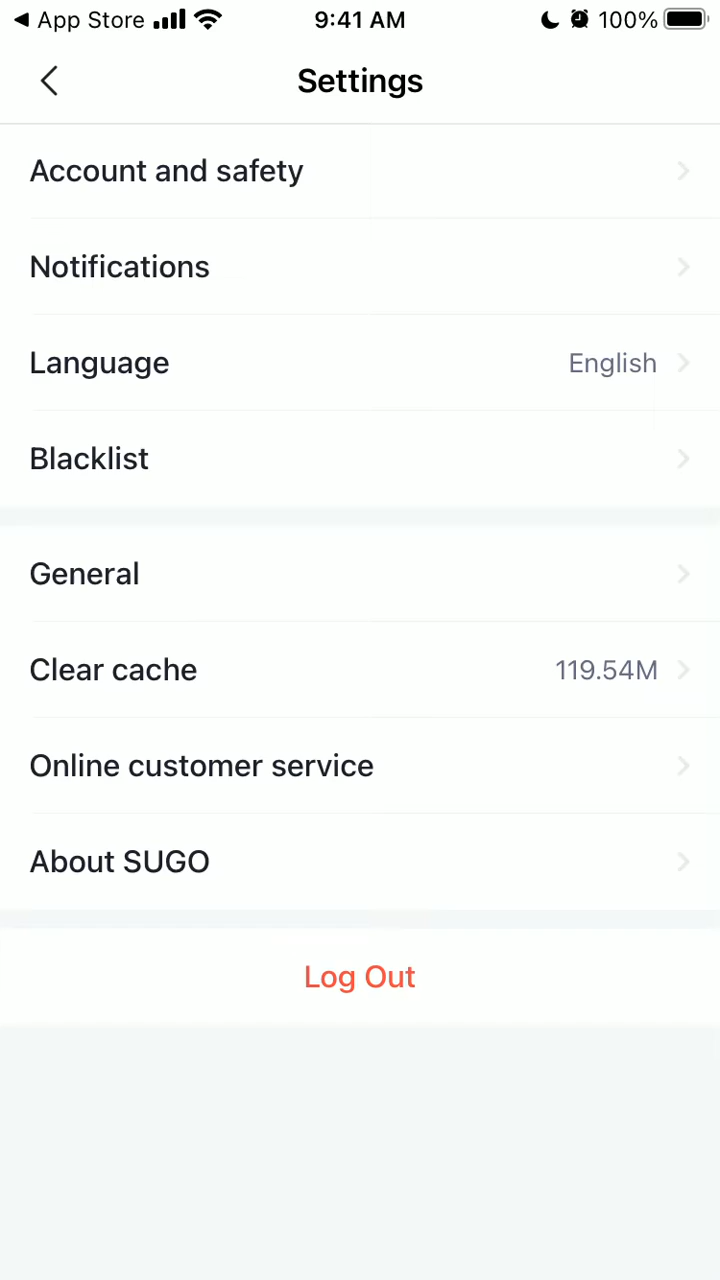 App Store 9:41 AM 100%
Settings
Account and safety
Notifications
Language English
Blacklist
General
Clear cache 119.54M
Online customer service
About SUGO
Log Out